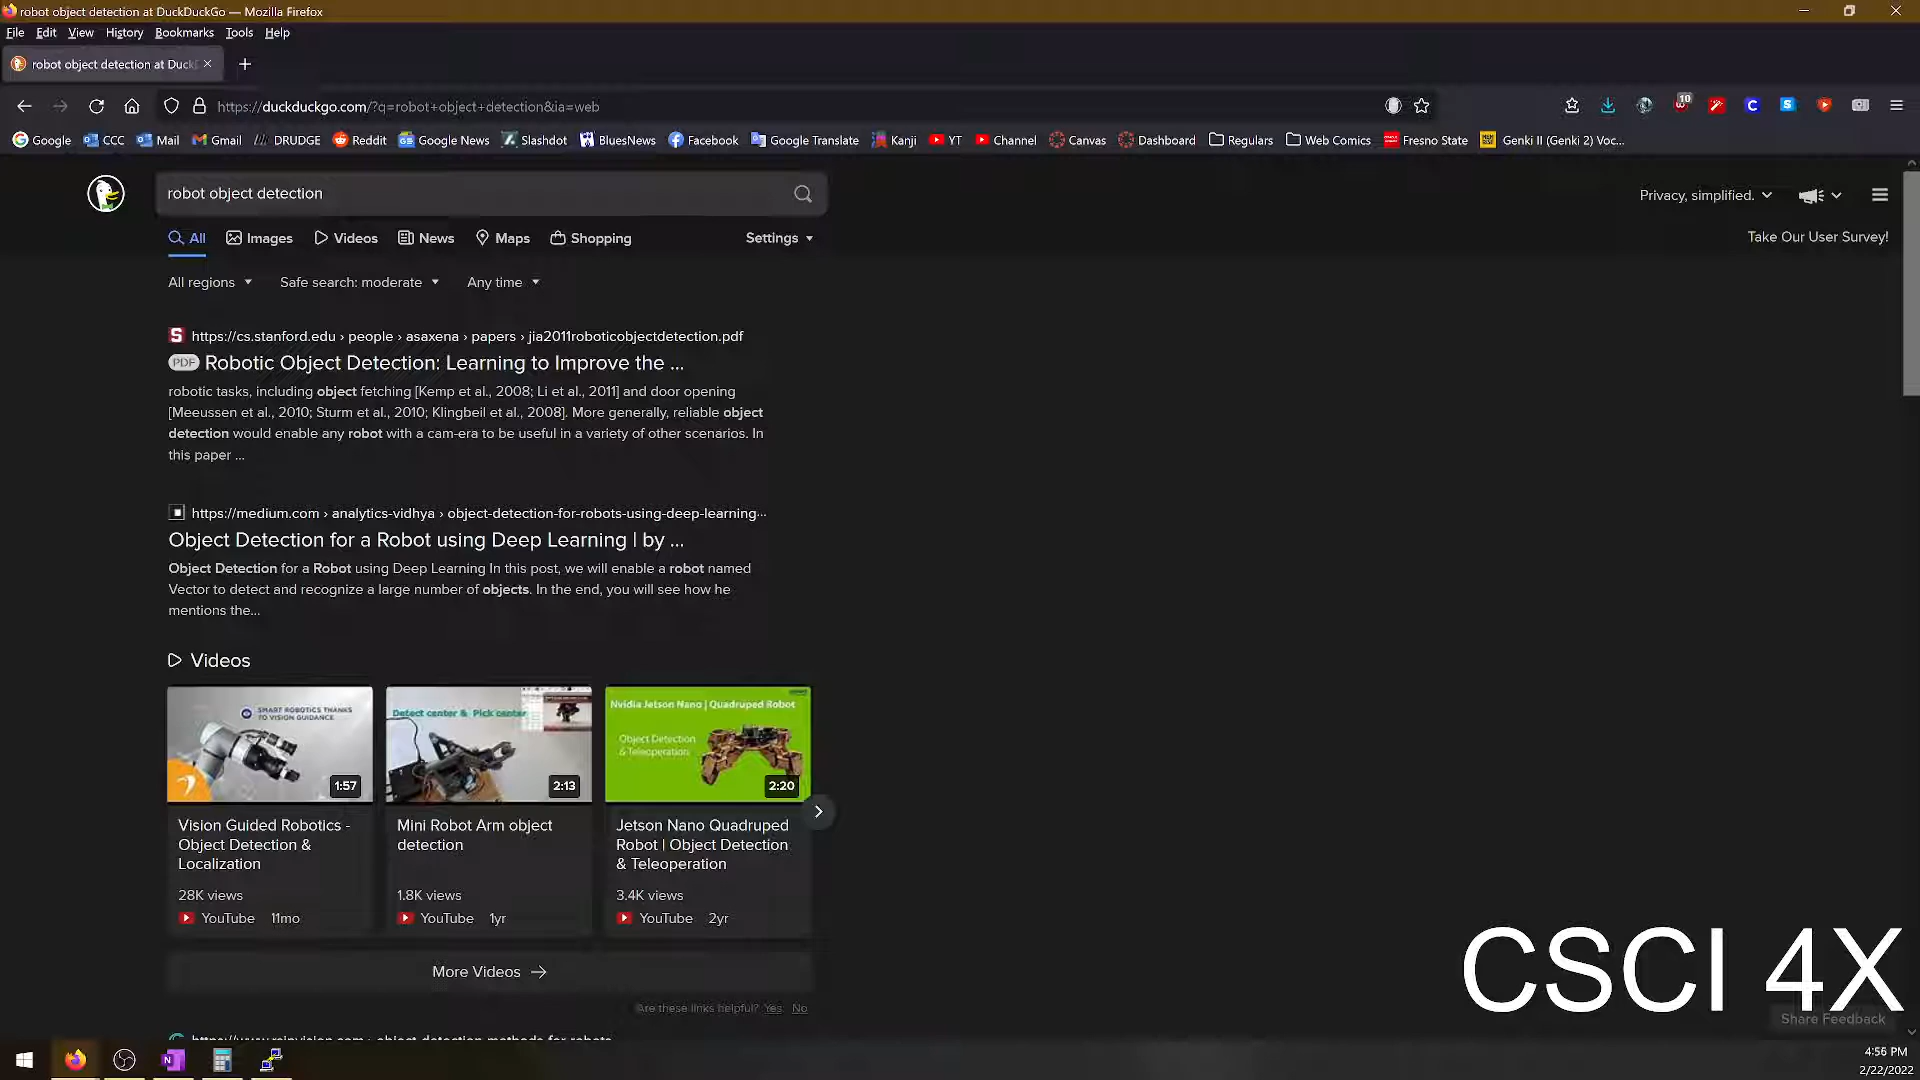 robot object detection at DuckDuckGo — Mozilla Firefox
File Edit View History Bookmarks Tools Help
robot object detection at Duck
https://duckduckgo.com/?q=robot+object+detection&ia=web
10
Google CCC Mail Gmail DRUDGE Reddit Google News Slashdot BluesNews Facebook Google Translate Kanji YT Channel Canvas Dashboard Regulars Web Comics Fresno State Genki II (Genki 2) Voc...
robot object detection
Privacy, simplified.
All Images Videos News Maps Shopping Settings
Take Our User Survey!
All regions Safe search: moderate Any time
S https://cs.stanford.edu › people › asaxena › papers › jia2011roboticobjectdetection.pdf
PDF Robotic Object Detection: Learning to Improve the ...
robotic tasks, including object fetching [Kemp et al., 2008; Li et al., 2011] and door opening
[Meeussen et al., 2010; Sturm et al., 2010; Klingbeil et al., 2008]. More generally, reliable object
detection would enable any robot with a cam-era to be useful in a variety of other scenarios. In
this paper ...
https://medium.com › analytics-vidhya › object-detection-for-robots-using-deep-learning...
Object Detection for a Robot using Deep Learning | by ...
Object Detection for a Robot using Deep Learning In this post, we will enable a robot named
Vector to detect and recognize a large number of objects. In the end, you will see how he
mentions the...
Videos
SMART ROBOTICS THANKS
TO VISION GUIDANCE
1:57
Detect center & Pick center
2:13
Nvidia Jetson Nano | Quadruped Robot
Object Detection
& Teleoperation
2:20
Vision Guided Robotics -
Object Detection &
Localization
28K views
YouTube 11mo
Mini Robot Arm object
detection
1.8K views
YouTube 1yr
Jetson Nano Quadruped
Robot | Object Detection
& Teleoperation
3.4K views
YouTube 2yr
More Videos
Are these links helpful? Yes No
CSCI 4X
Share Feedback
4:56 PM
2/22/2022